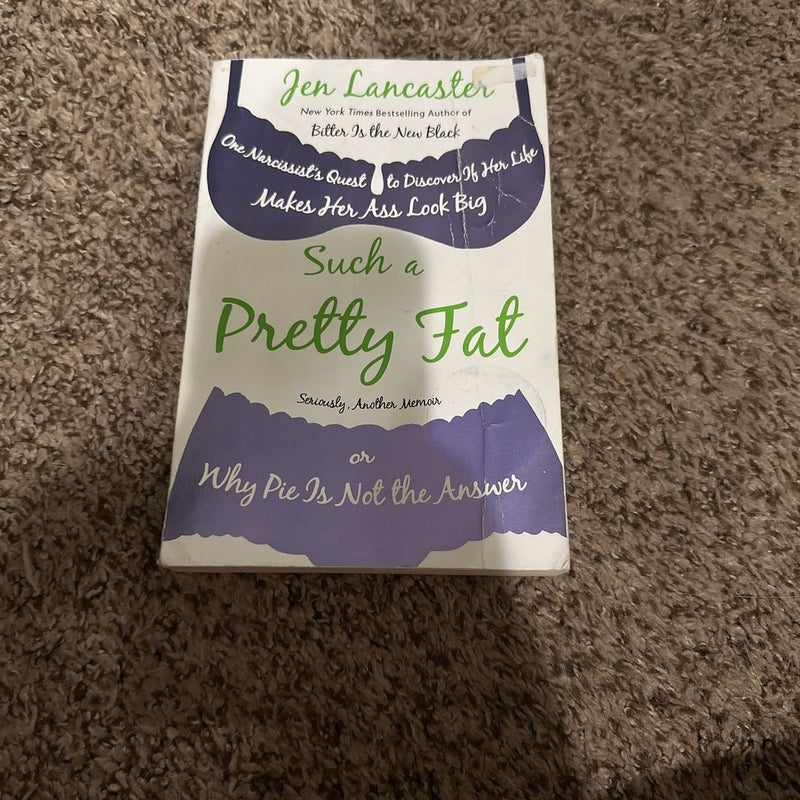 Jen Lancaster
New York Times Bestselling Author of
Bitter Is the New Black
One Narcissist's Quest to Discover If Her Life
Makes Her Ass Look Big
Such a
Pretty Fat
Seriously, Another Memoir
or
Why Pie Is Not the Answer